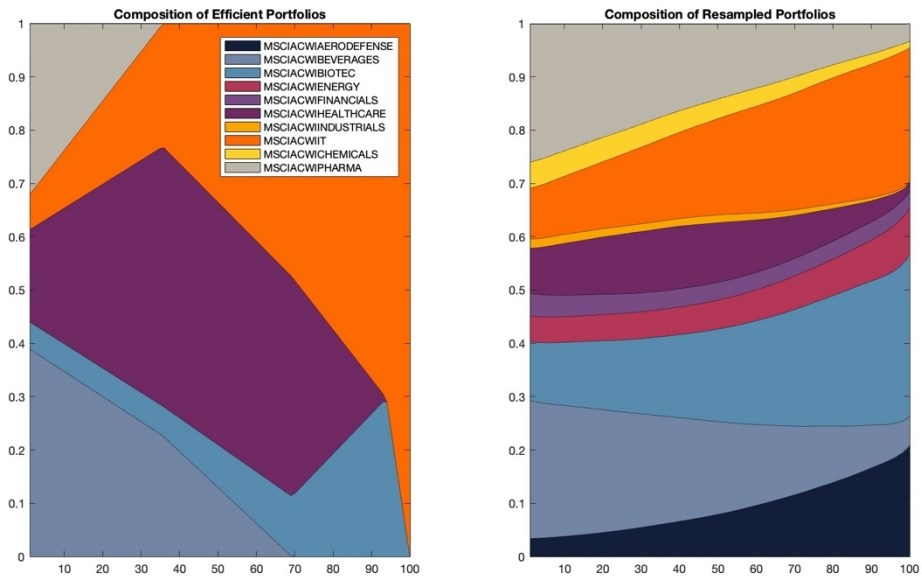 Composition of Efficient Portfolios
1
0.9
0.8
0.7
0.6
0.5
0.4
0.3
0.2
0.1
0
10 20 30 40 50 60 70 80 90 100
MSCIACWIAERODEFENSE
MSCIACWIBEVERAGES
MSCIACWIBIOTEC
MSCIACWIENERGY
MSCIACWIFINANCIALS
MSCIACWIHEALTHCARE
MSCIACWIINDUSTRIALS
MSCIACWIIT
MSCIACWICHEMICALS
MSCIACWIPHARMA
Composition of Resampled Portfolios
1
0.9
0.8
0.7
0.6
0.5
0.4
0.3
0.2
0.1
0
10 20 30 40 50 60 70 80 90 100